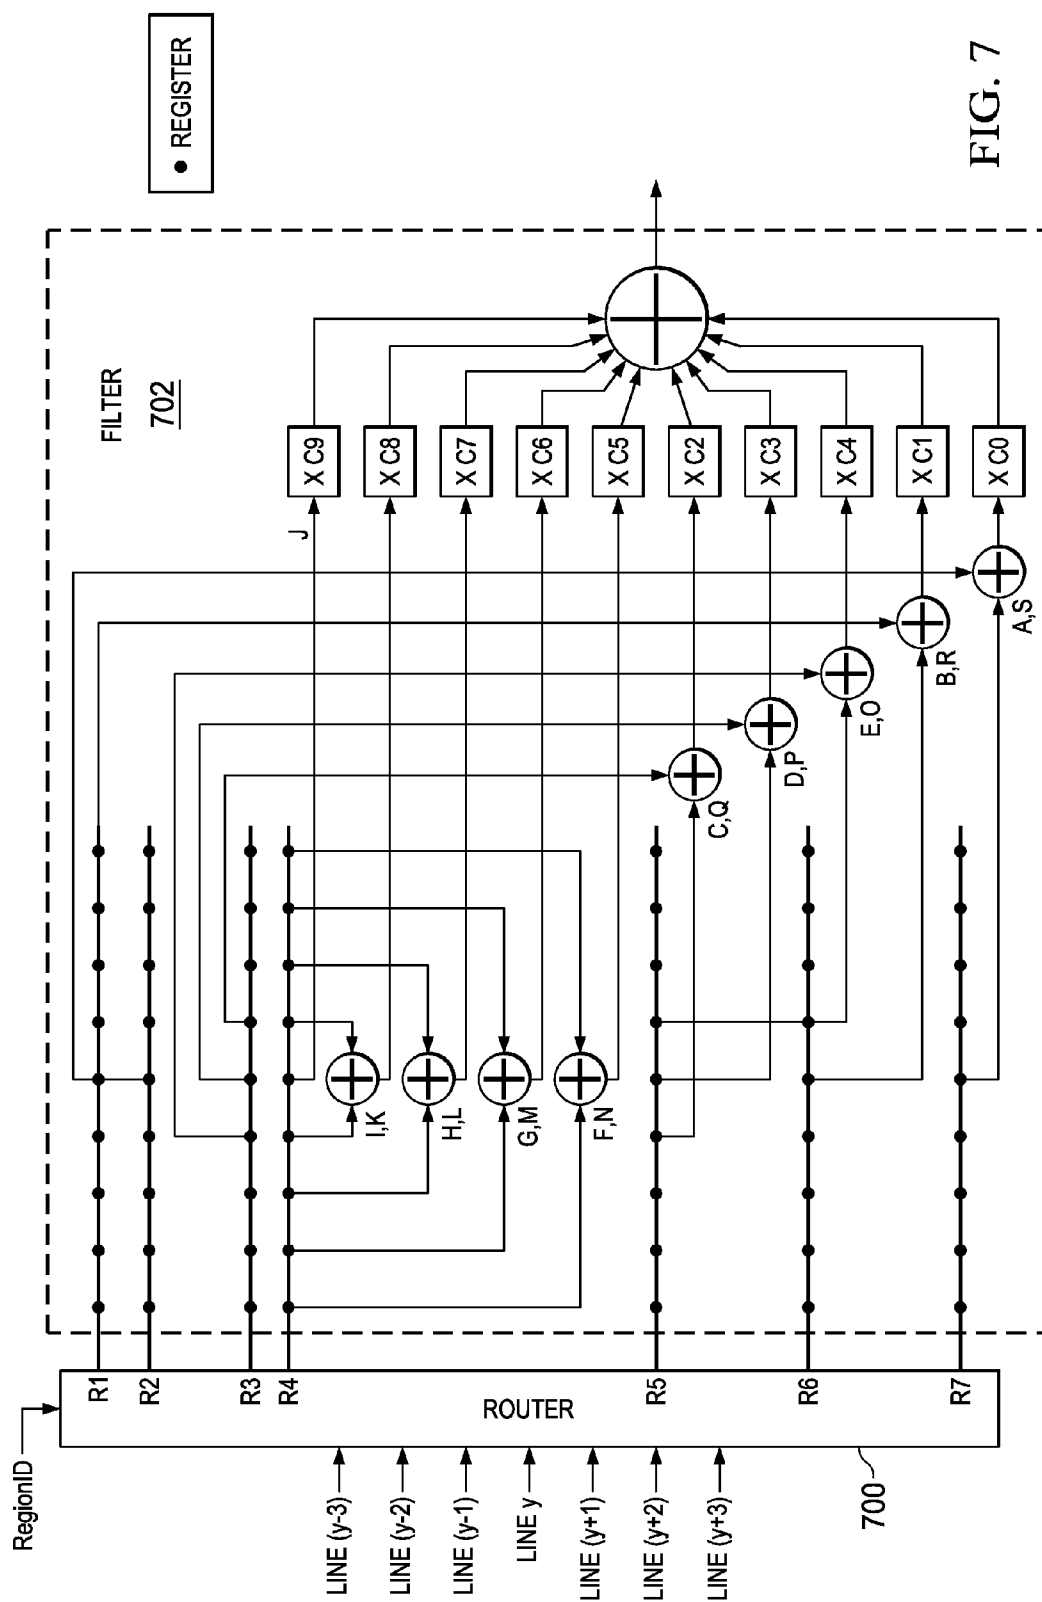 RegionID
LINE (y-3)
LINE (y-2)
LINE (y-1)
LINE y
LINE (y+1)
LINE (y+2)
LINE (y+3)
ROUTER
700
R1
R2
R3
R4
R5
R6
R7
FILTER
702
I,K
H,L
G,M
F,N
C,Q
D,P
E,O
B,R
A,S
J
X C9
X C8
X C7
X C6
X C5
X C2
X C3
X C4
X C1
X C0
• REGISTER
FIG. 7